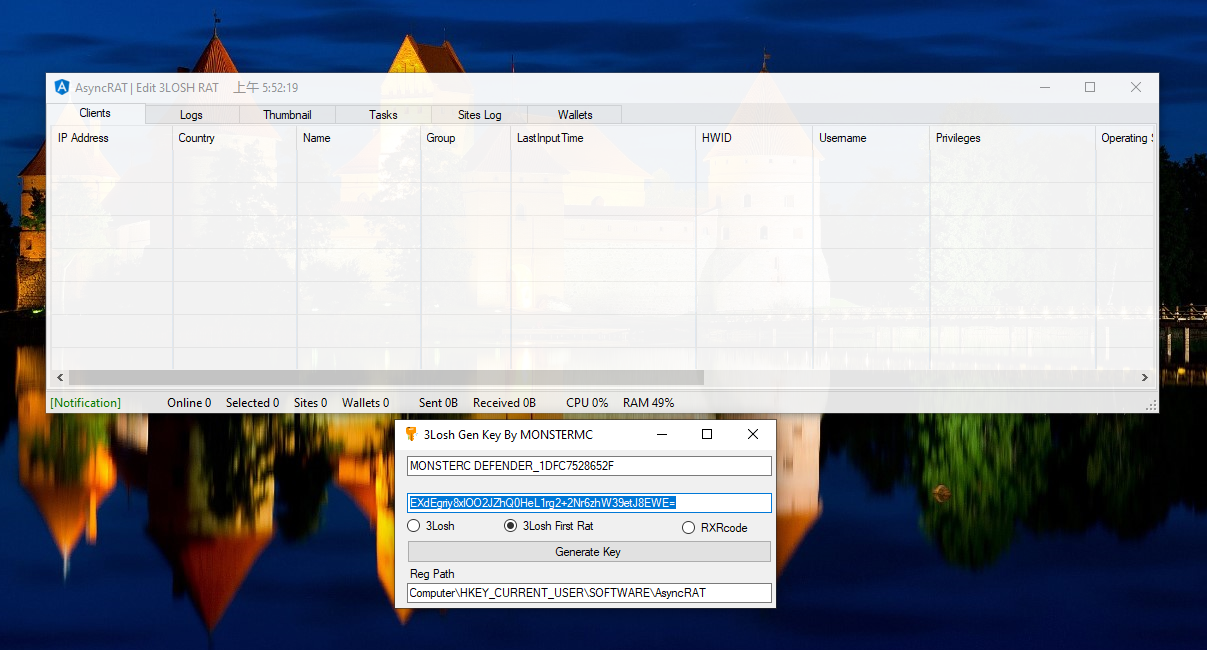 AsyncRAT | Edit 3LOSH RAT 上午 5:52:19
Clients Logs Thumbnail Tasks Sites Log Wallets
IP Address Country Name Group LastInputTime HWID Username Privileges Operating S
[Notification] Online 0 Selected 0 Sites 0 Wallets 0 Sent 0B Received 0B CPU 0% RAM 49%
3Losh Gen Key By MONSTERMC
MONSTERC DEFENDER_1DFC7528652F
EXdEgriy8xlOO2JZhQ0HeL1rg2+2Nr6zhW39etJ8EWE=
3Losh 3Losh First Rat RXRcode
Generate Key
Reg Path
Computer\HKEY_CURRENT_USER\SOFTWARE\AsyncRAT